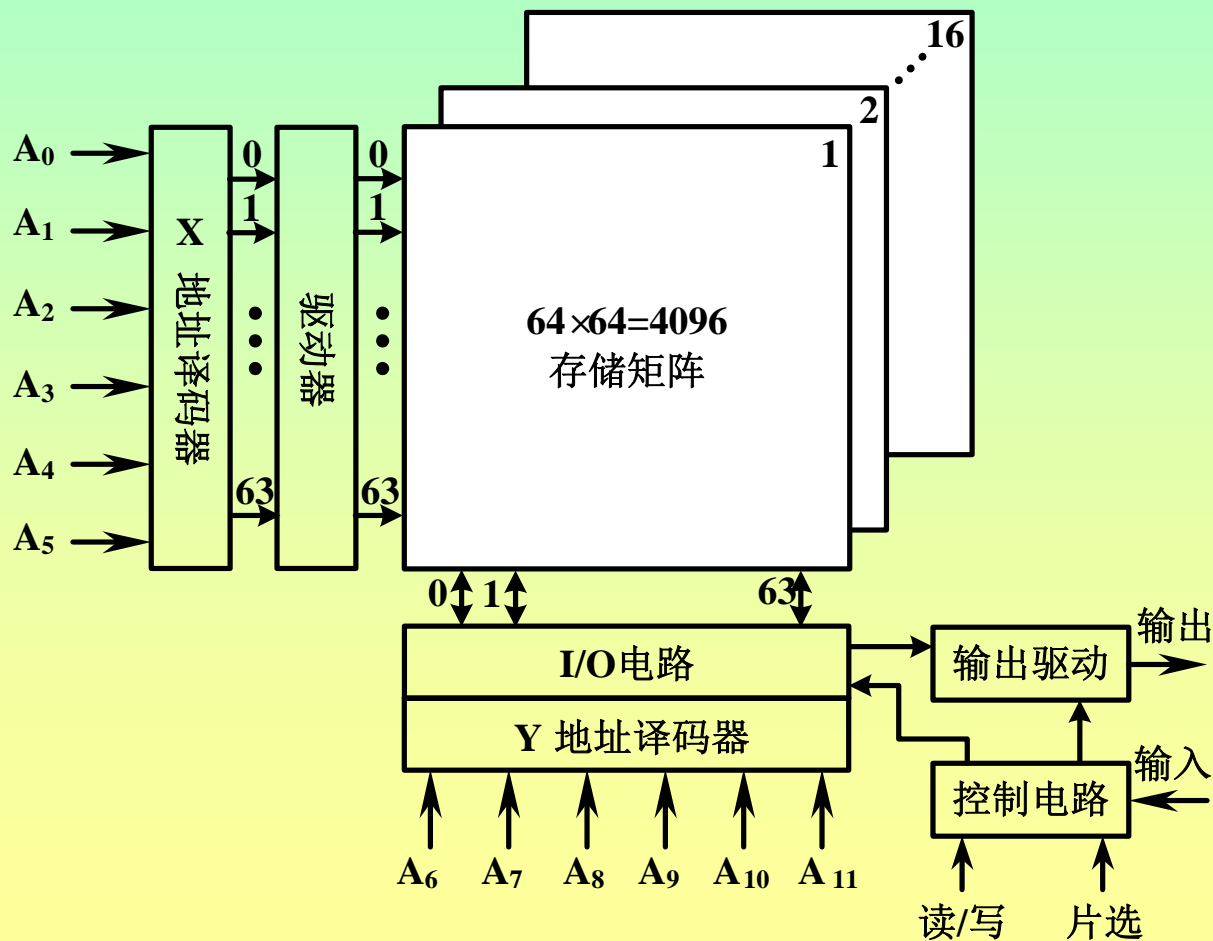 16
2
1
A0
A1
A2
A3
A4
A5
X 地址译码器
0
1
63
驱动器
0
1
63
64×64=4096
存储矩阵
0
1
63
I/O电路
Y 地址译码器
A6
A7
A8
A9
A10
A11
输出驱动
输出
控制电路
输入
读/写
片选